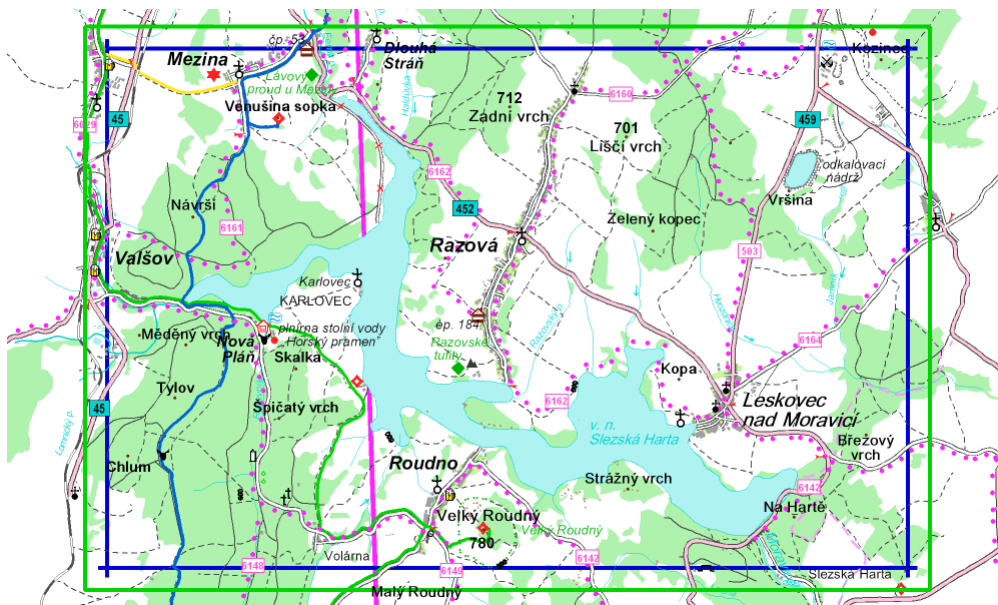 čp. 53
Dlouhá
Stráň
Mezina
Lávový
proud u Meziny
Venušina sopka
712
Zadní vrch
6160
701
Lišči vrch
459
Kozinec
odkalovací
nádrž
Vršina
6029
45
6162
452
Návrší
6161
Zelený kopec
Razová
503
Valšov
Karlovec
KARLOVEC
plnírna stolní vody
Horský pramen
Měděný vrch
Nová
Pláň
Skalka
čp. 184
Razovské
tufity
Razovský p.
6164
Kopa
Tylov
Špičatý vrch
6162
Leskovec
nad Moravicí
45
Lomnický p.
v. n.
Slezská Harta
Břežový
vrch
Chlum
Roudno
Strážný vrch
6142
Na Hartě
Velký Roudný
Velký Roudný
780
Volárna
6148
6149
6142
Malý Roudný
Slezská Harta